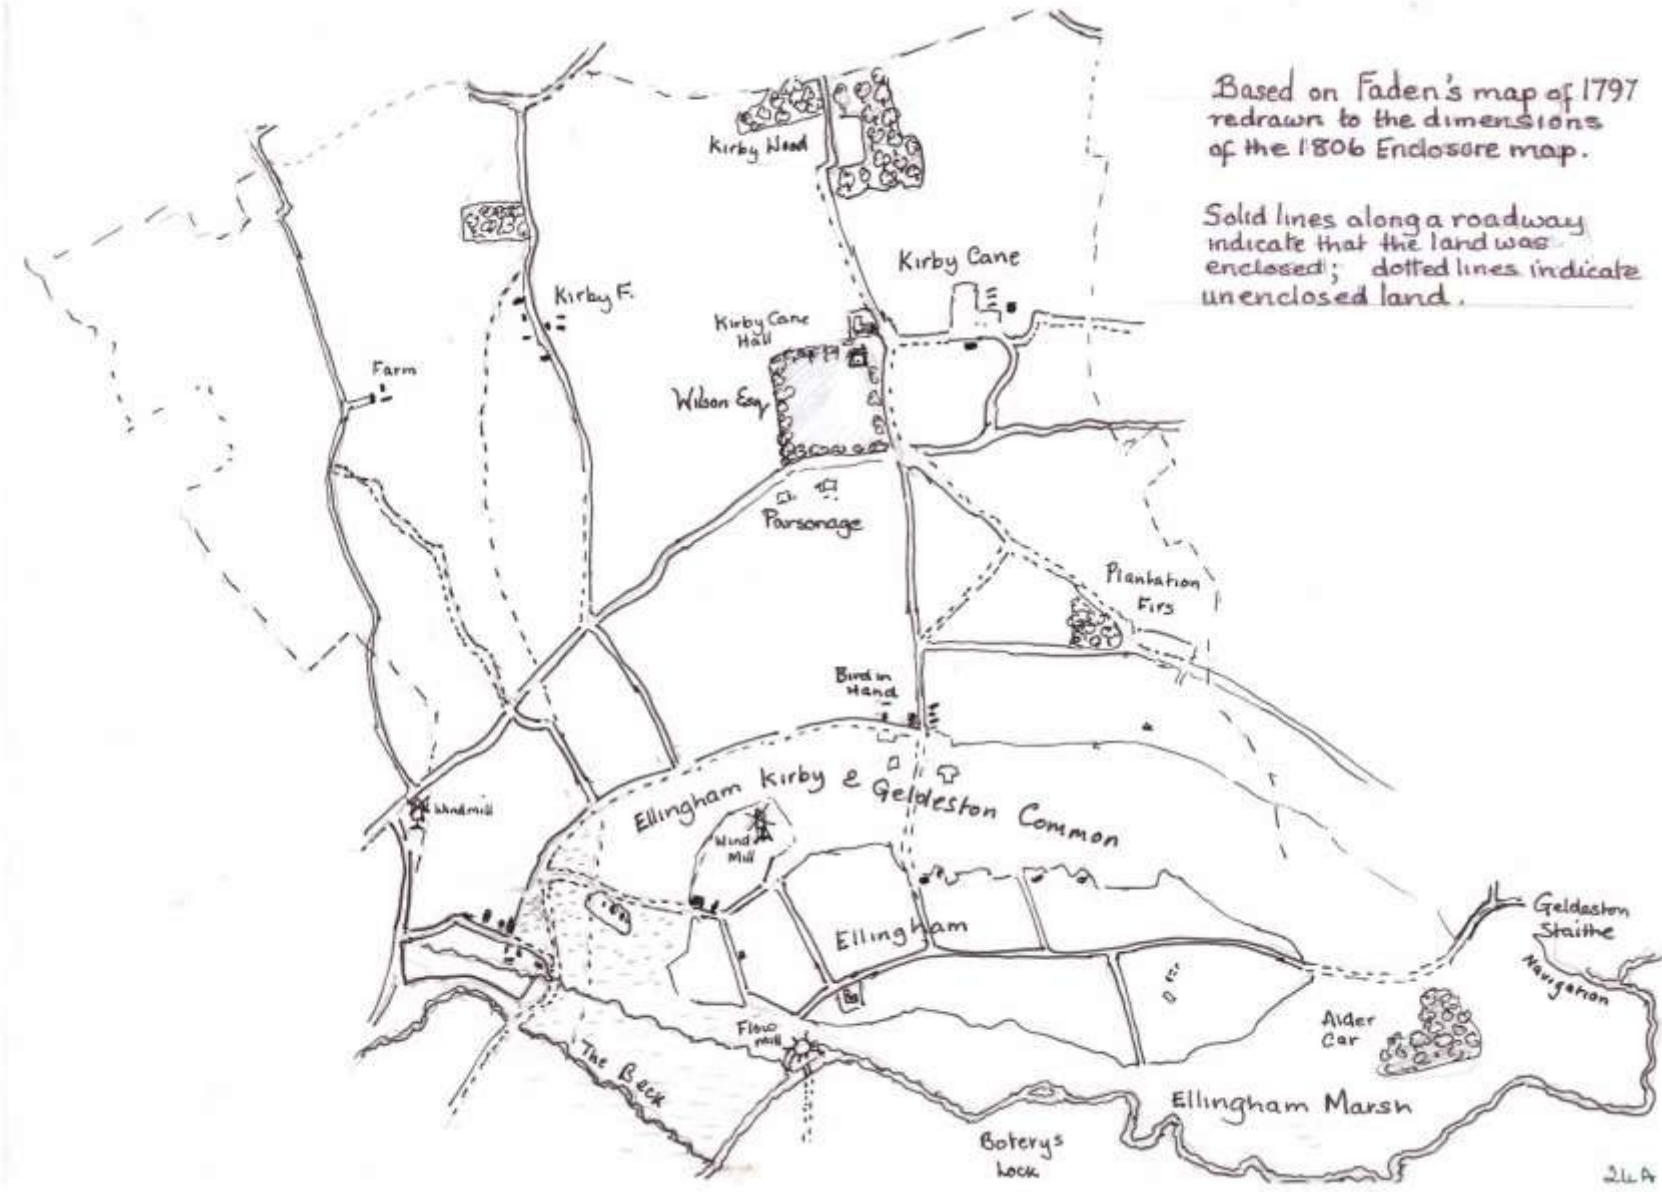 Based on Faden's map of 1797
redrawn to the dimensions
of the 1806 Enclosure map.
Solid lines along a roadway
indicate that the land was
enclosed; dotted lines indicate
unenclosed land.
Kirby Wood
Kirby Cane
Kirby F.
Kirby Cane
Hall
Farm
Wilson Esq
Parsonage
Plantation
Firs
Bird in
Hand
Ellingham Kirby & Geldeston Common
Windmill
Wind
Mill
Ellingham
Geldeston
Staithe
Navigation
Alder
Car
Flow
Mill
The Beck
Ellingham Marsh
Boterys
Lock
24A